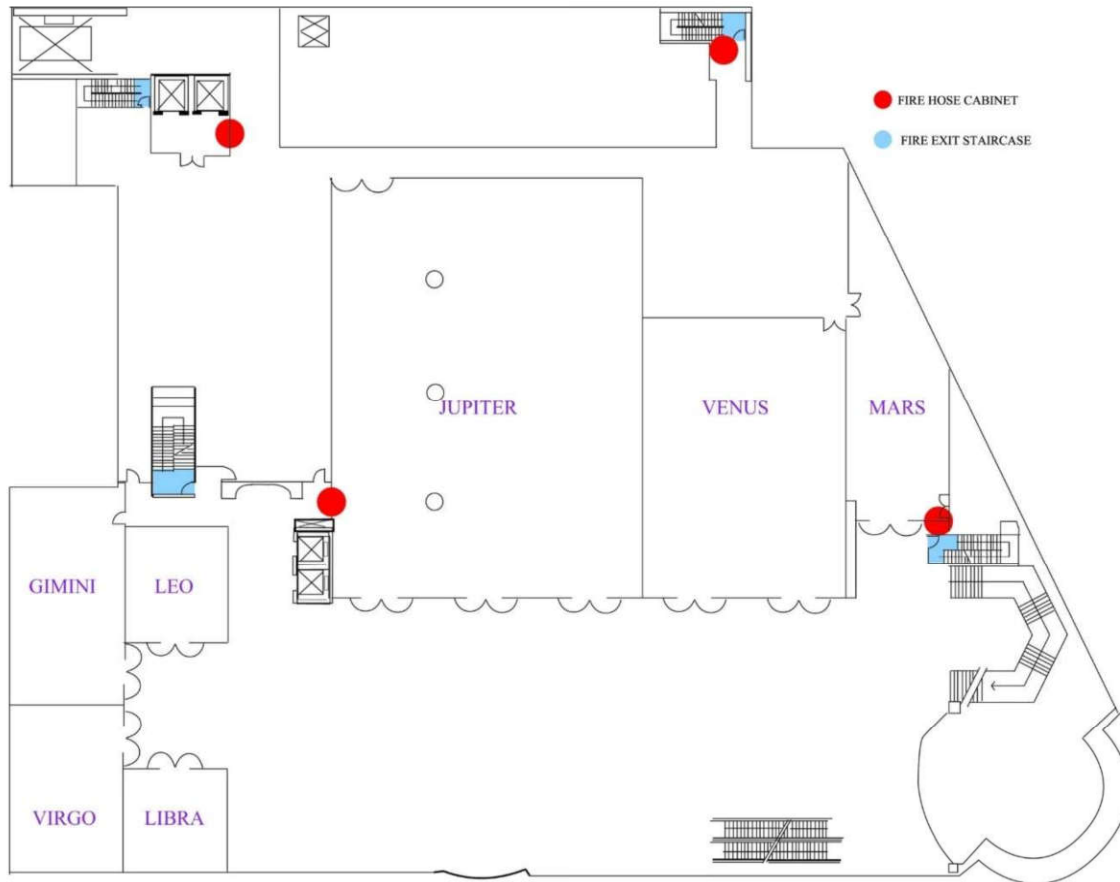 FIRE HOSE CABINET
FIRE EXIT STAIRCASE
JUPITER
VENUS
MARS
GIMINI
LEO
VIRGO
LIBRA